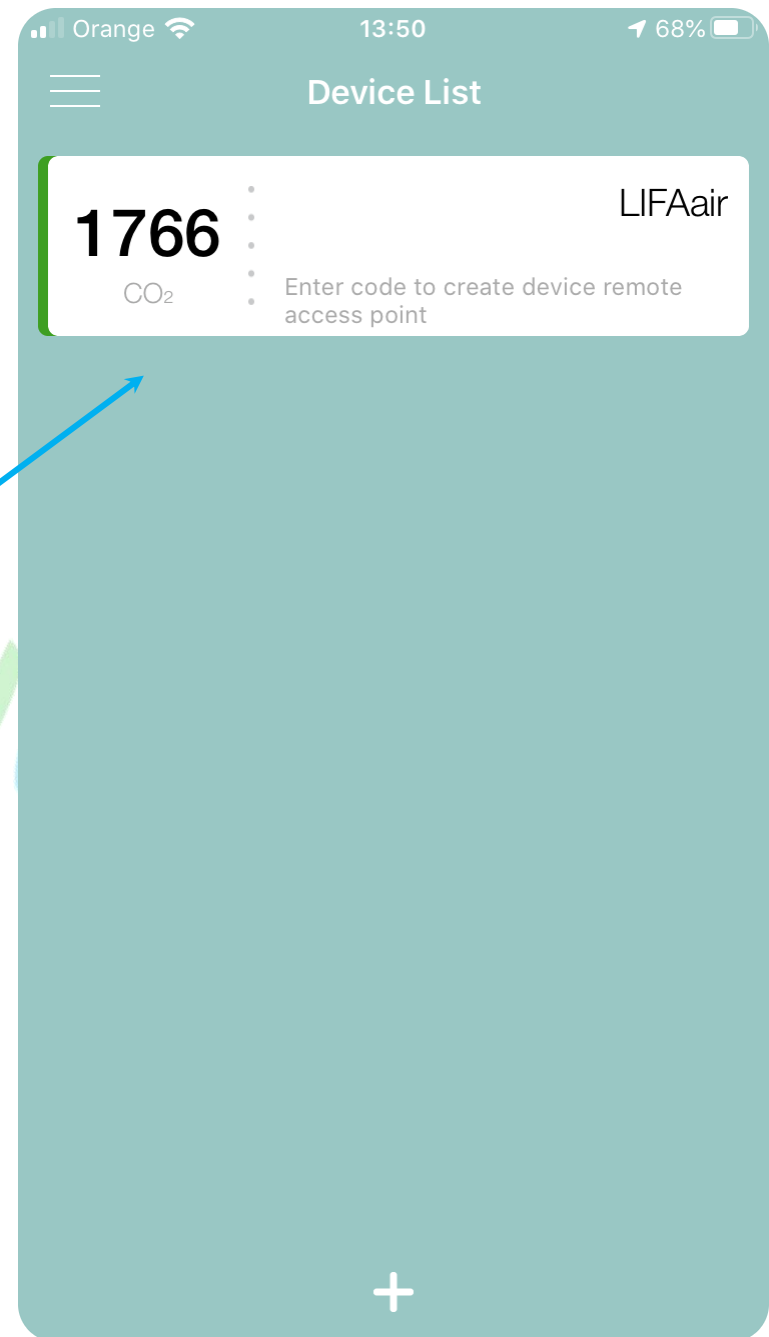 Orange 13:50 68%
Device List
LIFAair
1766
CO₂
Enter code to create device remote
access point